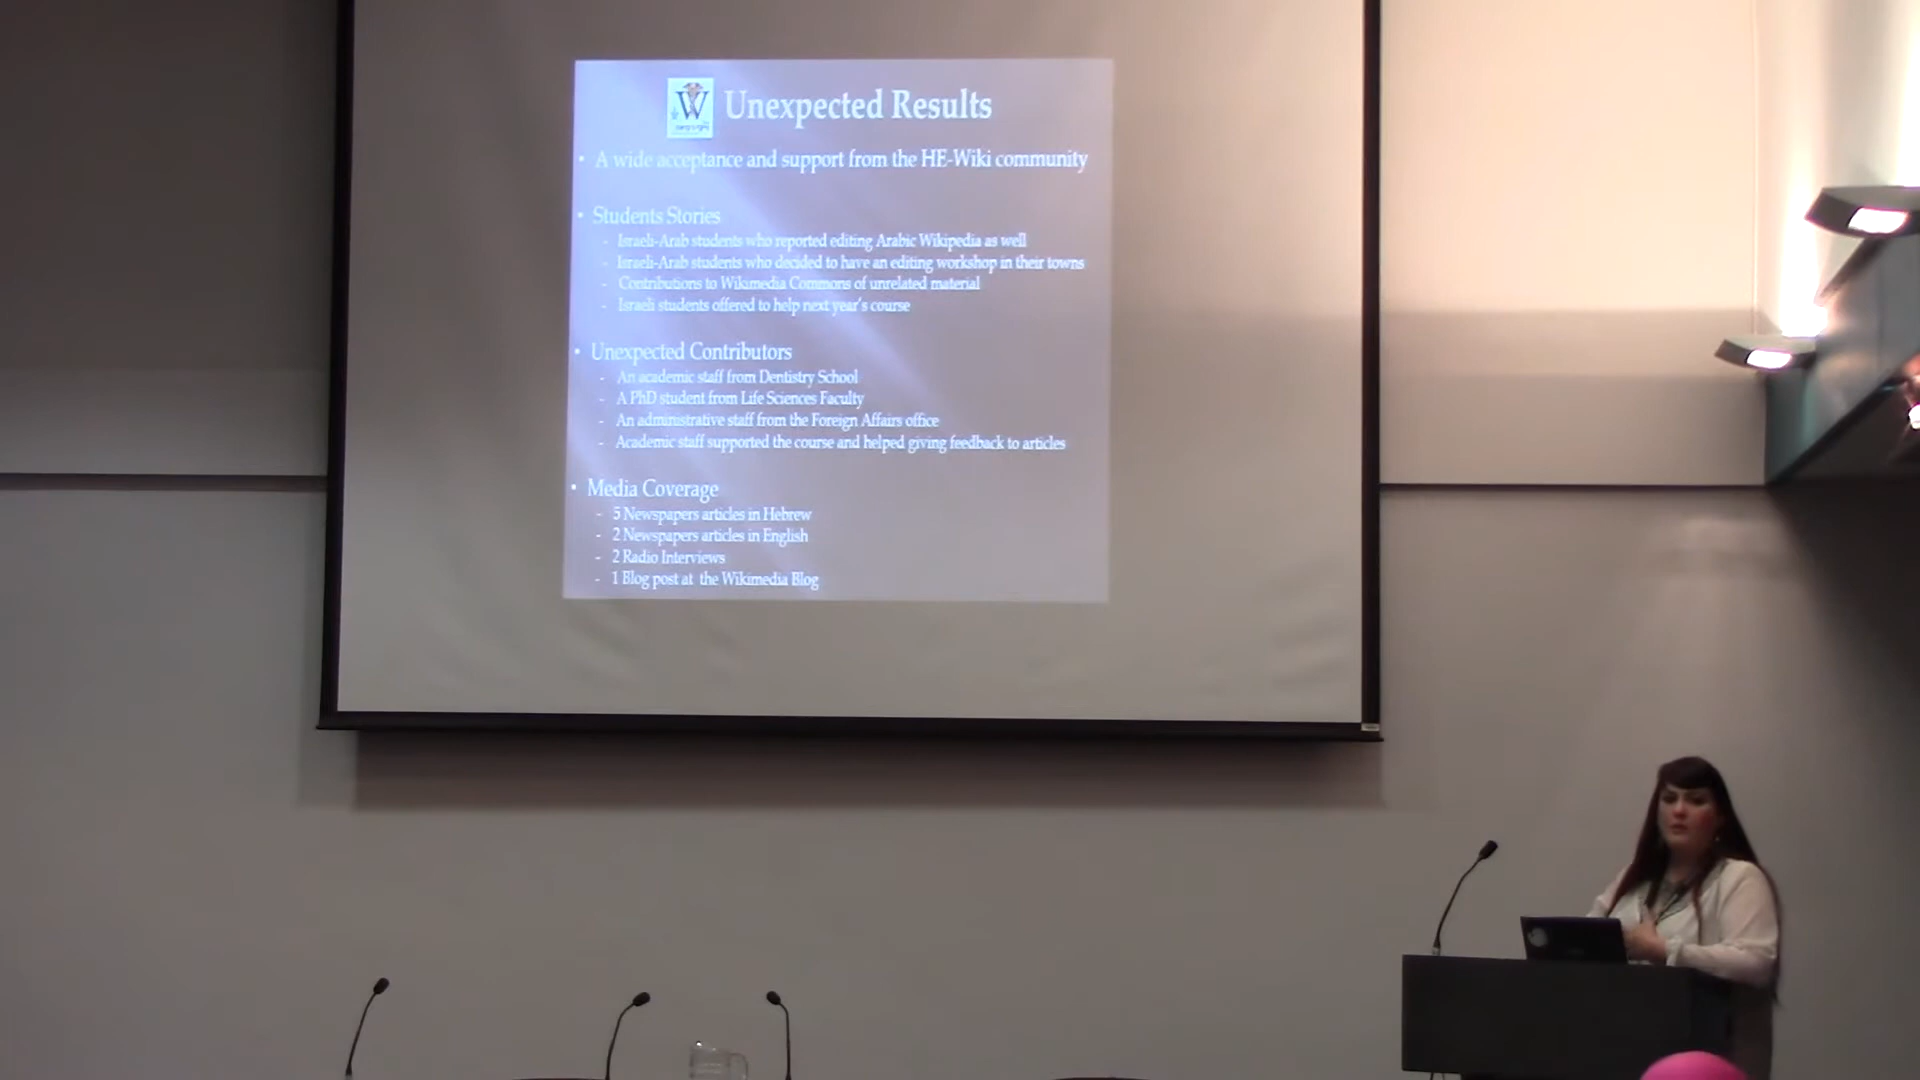 W
Unexpected Results
• A wide acceptance and support from the HE-Wiki community
• Students Stories
- Israeli-Arab students who reported editing Arabic Wikipedia as well
- Israeli-Arab students who decided to have an editing workshop in their towns
- Contributions to Wikimedia Commons of unrelated material
- Israeli students offered to help next year's course
• Unexpected Contributors
- An academic staff from Dentistry School
- A PhD student from Life Sciences Faculty
- An administrative staff from the Foreign Affairs office
- Academic staff supported the course and helped giving feedback to articles
• Media Coverage
- 5 Newspapers articles in Hebrew
- 2 Newspapers articles in English
- 2 Radio Interviews
- 1 Blog post at the Wikimedia Blog